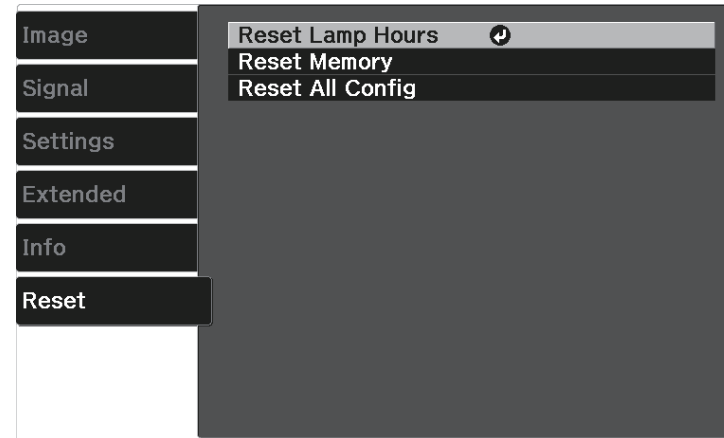 Image
Signal
Settings
Extended
Info
Reset
Reset Lamp Hours
Reset Memory
Reset All Config